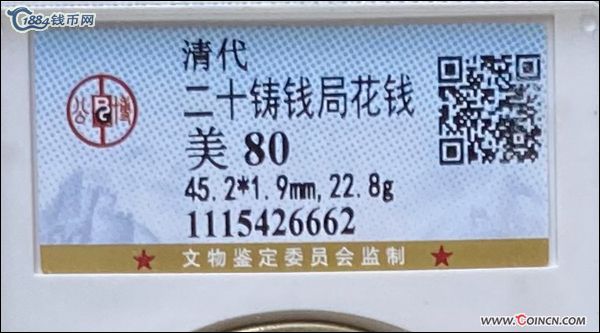 1884钱币网
清代
二十铸钱局花钱
美 80
45.2*1.9mm,22.8g
1115426662
★ 文物鉴定委员会监制 ★
www.COINCN.com